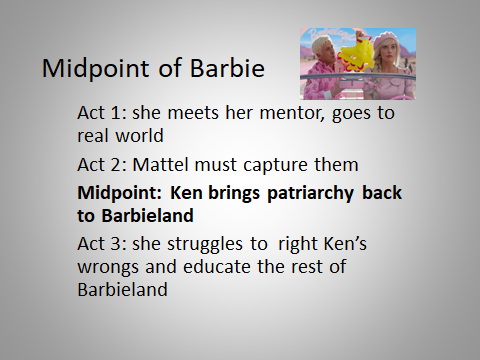 Midpoint of Barbie
Act 1: she meets her mentor, goes to
real world
Act 2: Mattel must capture them
Midpoint: Ken brings patriarchy back
to Barbieland
Act 3: she struggles to  right Ken’s
wrongs and educate the rest of
Barbieland